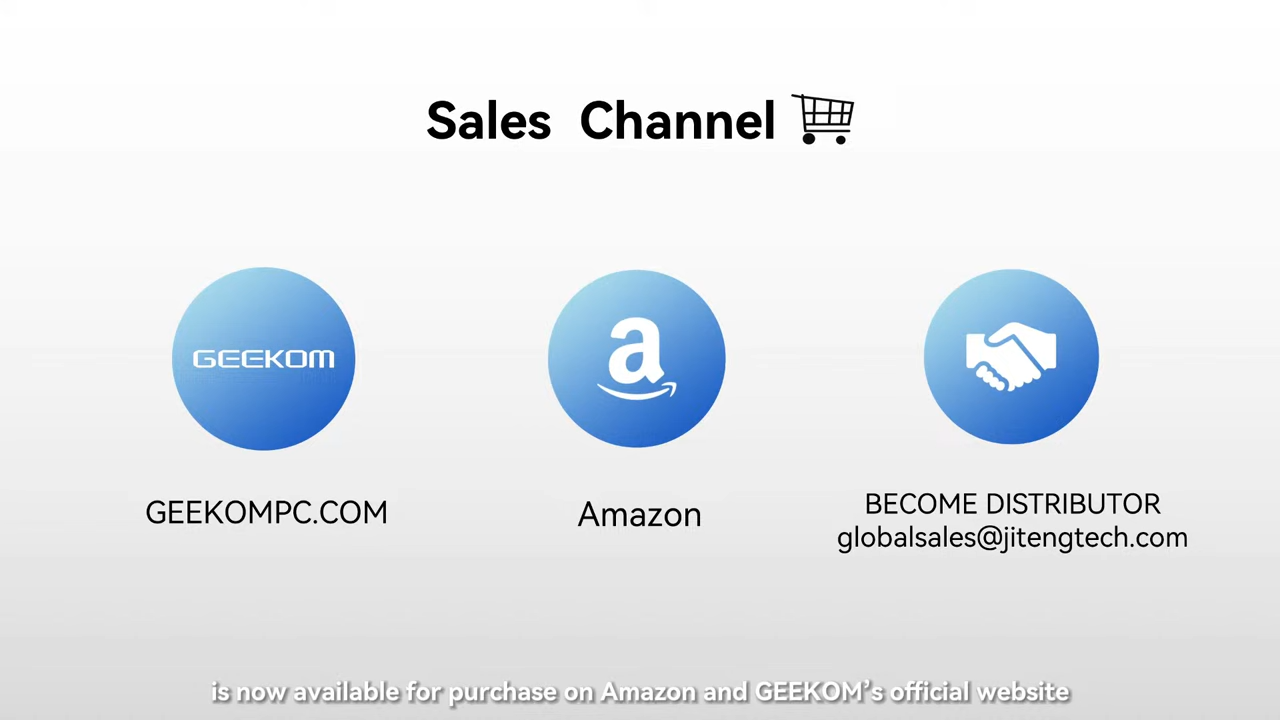 Sales Channel
GEEKOM
a
GEEKOMPC.COM
Amazon
BECOME DISTRIBUTOR
globalsales@jitengtech.com
is now available for purchase on Amazon and GEEKOM's official website